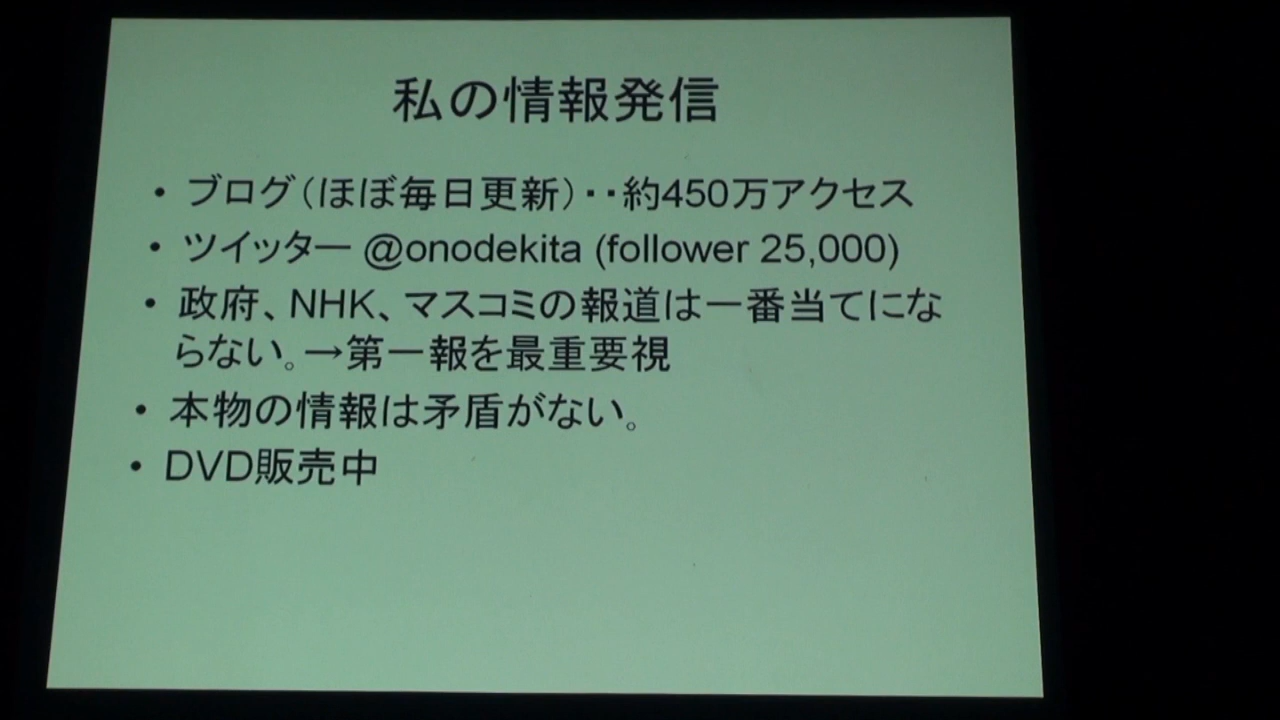 私の情報発信
• ブログ(ほぼ毎日更新)・・約450万アクセス
• ツイッター @onodekita (follower 25,000)
• 政府、NHK、マスコミの報道は一番当てにな
らない。→第一報を最重要視
• 本物の情報は矛盾がない。
• DVD販売中